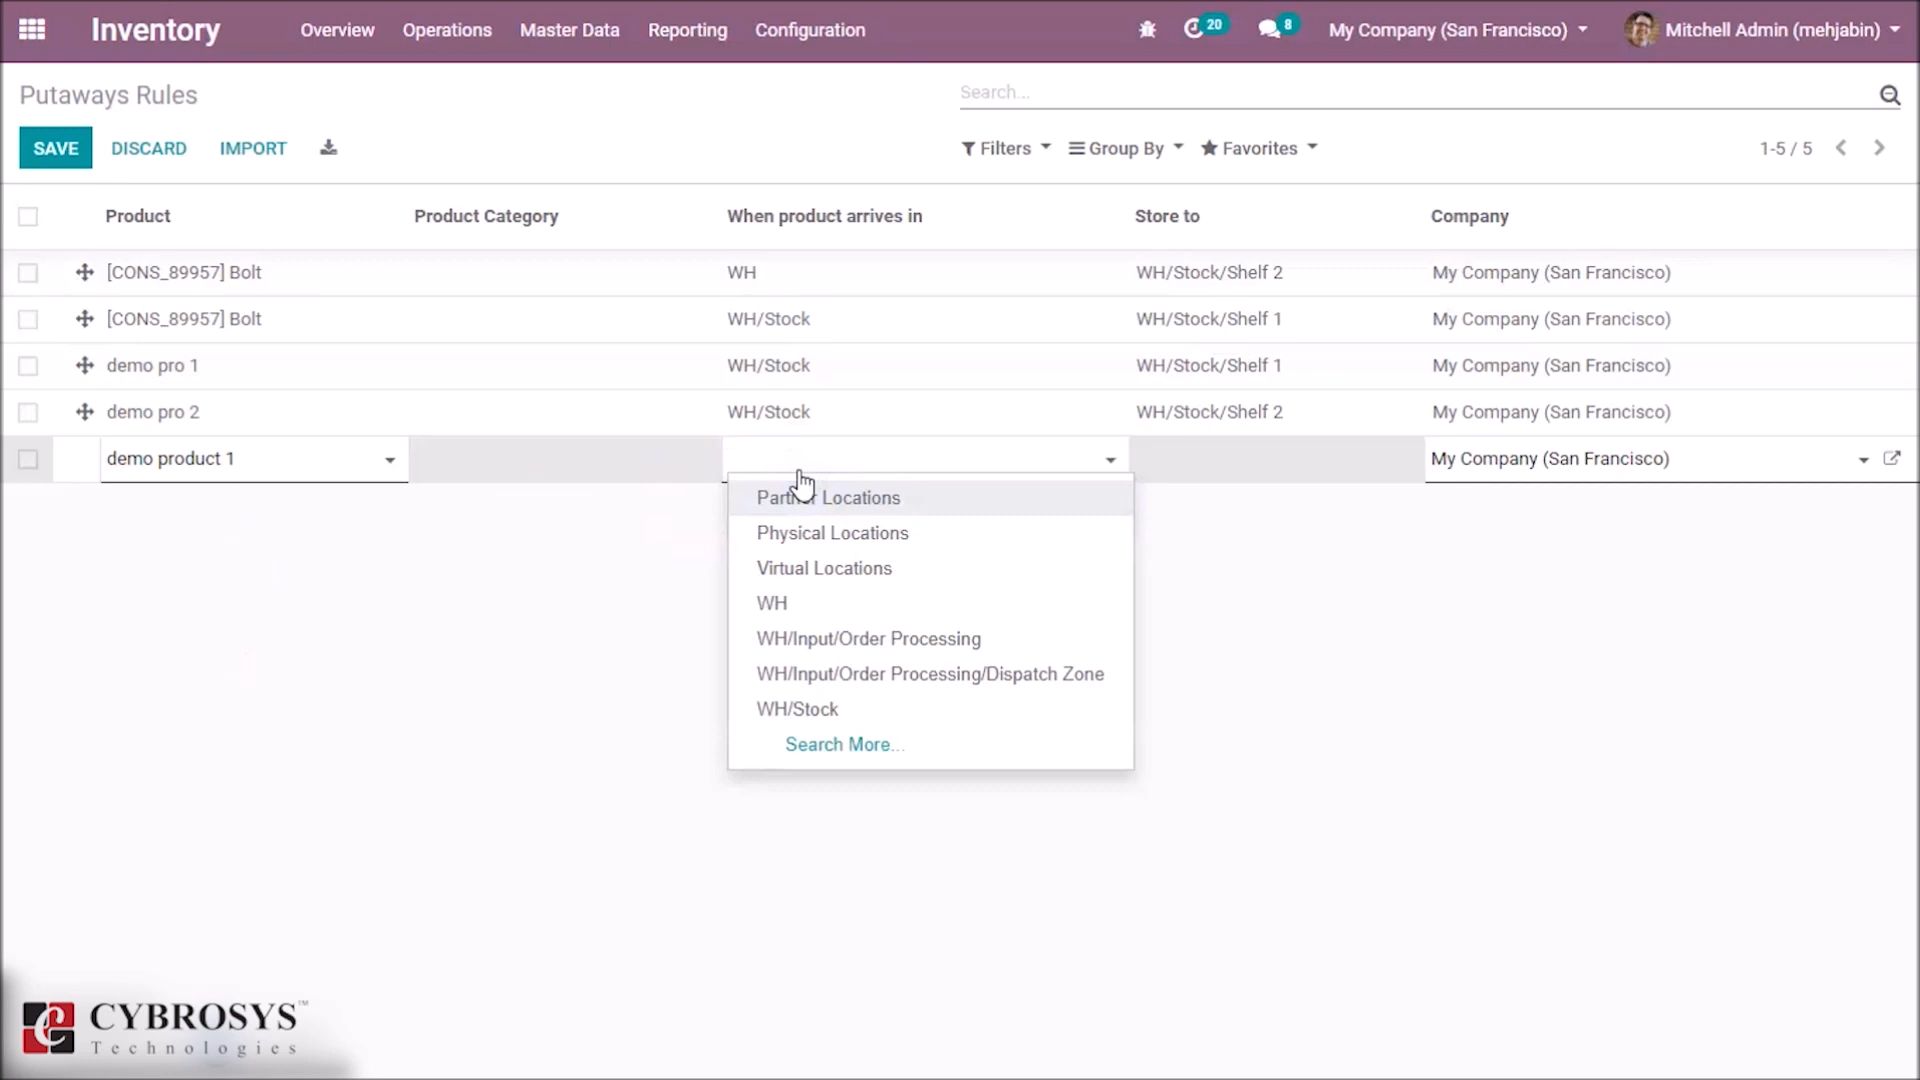 Inventory Overview Operations Master Data Reporting Configuration 20 8 My Company (San Francisco) Mitchell Admin (mehjabin)
Putaways Rules Search...
SAVE DISCARD IMPORT Filters Group By Favorites 1-5 / 5
Product Product Category When product arrives in Store to Company
[CONS_89957] Bolt WH WH/Stock/Shelf 2 My Company (San Francisco)
[CONS_89957] Bolt WH/Stock WH/Stock/Shelf 1 My Company (San Francisco)
demo pro 1 WH/Stock WH/Stock/Shelf 1 My Company (San Francisco)
demo pro 2 WH/Stock WH/Stock/Shelf 2 My Company (San Francisco)
demo product 1 My Company (San Francisco)
Partner Locations
Physical Locations
Virtual Locations
WH
WH/Input/Order Processing
WH/Input/Order Processing/Dispatch Zone
WH/Stock
Search More...
CYBROSYS™
Technologies